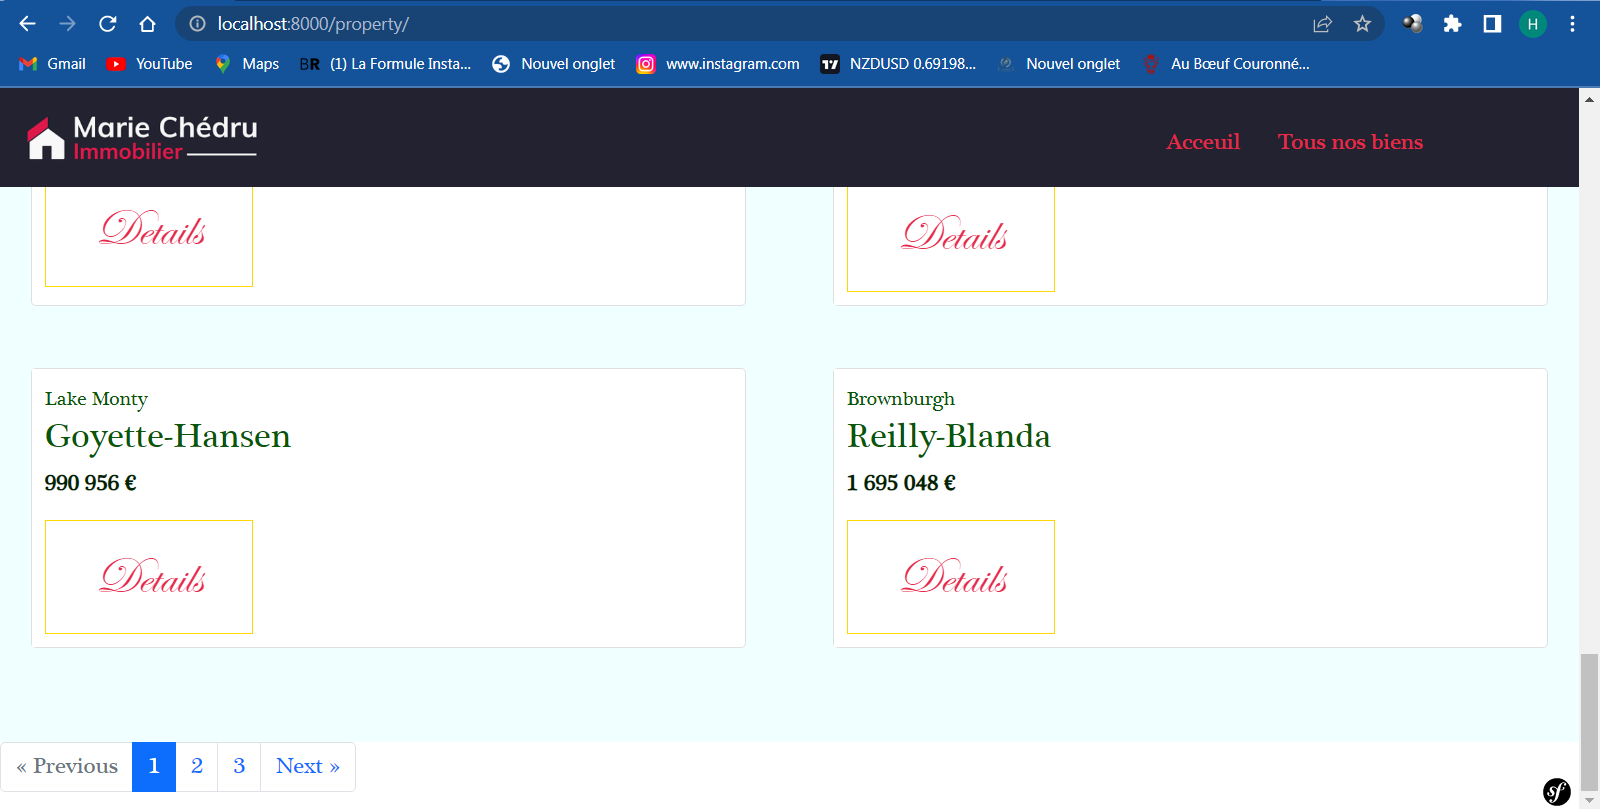 localhost:8000/property/
H
Gmail
YouTube
Maps
BR (1) La Formule Insta...
Nouvel onglet
www.instagram.com
NZDUSD 0.69198...
Nouvel onglet
Au Bœuf Couronné...
Marie Chédru
Immobilier
Acceuil
Tous nos biens
Details
Details
Lake Monty
Goyette-Hansen
990 956 €
Details
Brownburgh
Reilly-Blanda
1 695 048 €
Details
« Previous 1 2 3 Next »
sf